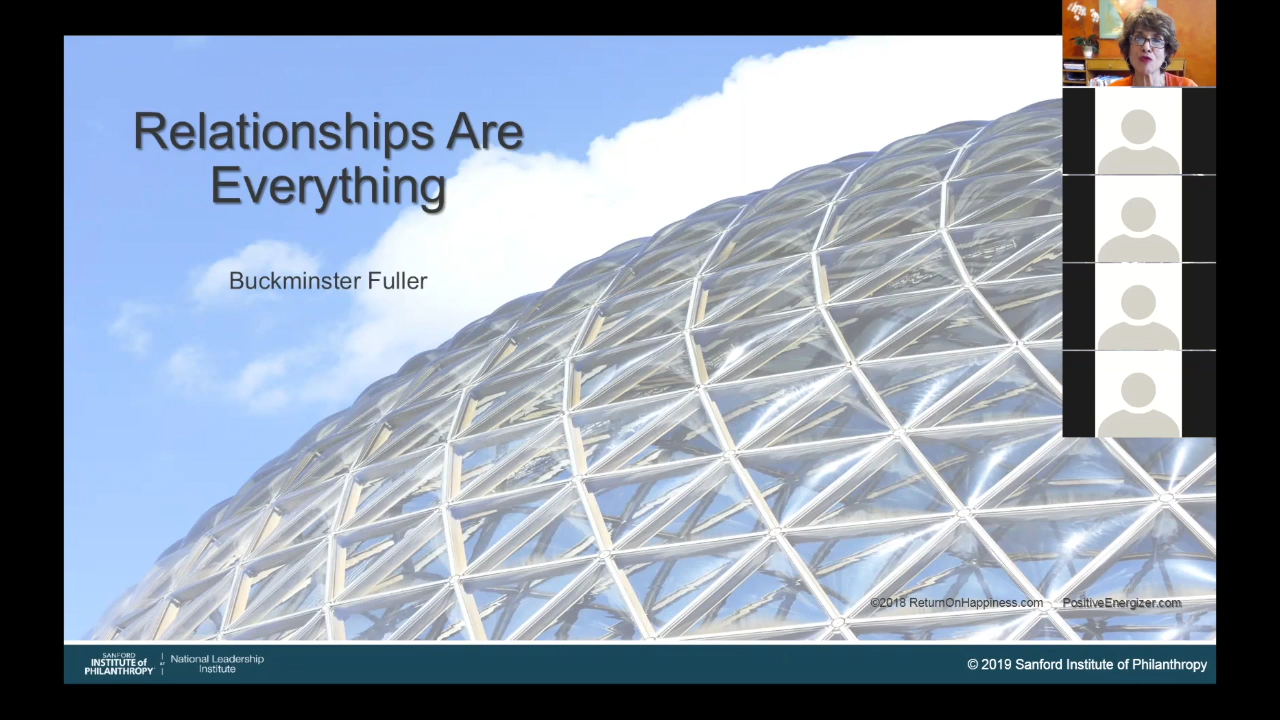 Relationships Are
Everything
Buckminster Fuller
©2018 ReturnOnHappiness.com PositiveEnergizer.com
SANFORD
INSTITUTE of
PHILANTHROPY
AT
National Leadership
Institute
© 2019 Sanford Institute of Philanthropy